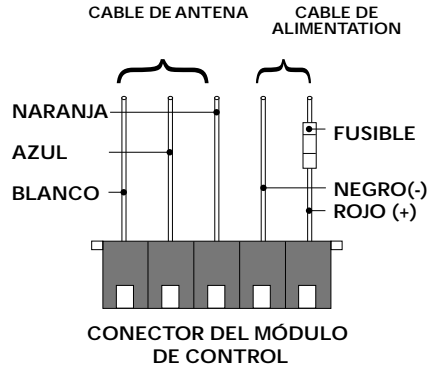 CABLE DE ANTENA
CABLE DE
ALIMENTATION
NARANJA
AZUL
BLANCO
FUSIBLE
NEGRO(-)
ROJO (+)
CONECTOR DEL MÓDULO
DE CONTROL